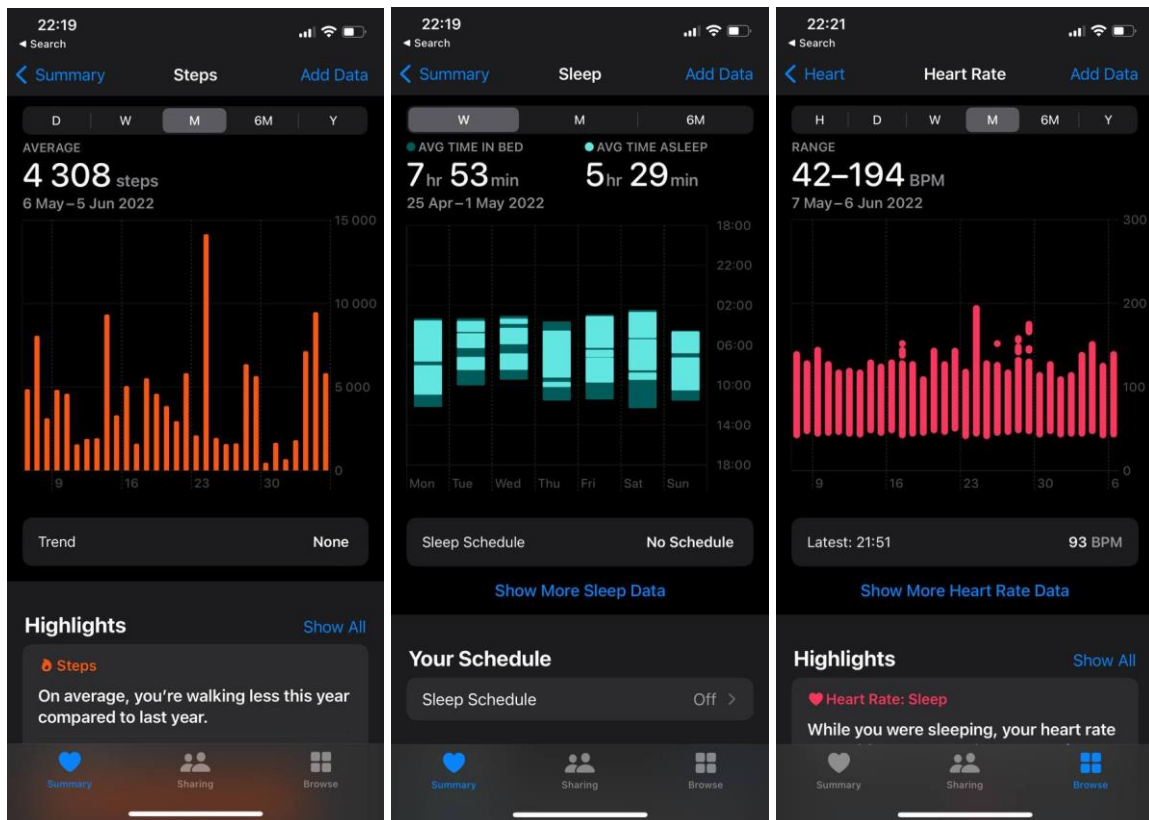 22:19
◀ Search
Summary
Steps
Add Data
D W M 6M Y
AVERAGE
4 308 steps
6 May–5 Jun 2022
15 000
10 000
5 000
0
9 16 23 30
Trend None
Highlights Show All
Steps
On average, you’re walking less this year
compared to last year.
Summary Sharing Browse
22:19
◀ Search
Summary
Sleep
Add Data
W M 6M
AVG TIME IN BED AVG TIME ASLEEP
7 hr 53 min 5 hr 29 min
25 Apr–1 May 2022
18:00
22:00
02:00
06:00
10:00
14:00
18:00
Mon Tue Wed Thu Fri Sat Sun
Sleep Schedule No Schedule
Show More Sleep Data
Your Schedule
Sleep Schedule Off
Summary Sharing Browse
22:21
◀ Search
Heart
Heart Rate
Add Data
H D W M 6M Y
RANGE
42–194 BPM
7 May–6 Jun 2022
300
200
100
0
9 16 23 30 6
Latest: 21:51 93 BPM
Show More Heart Rate Data
Highlights Show All
Heart Rate: Sleep
While you were sleeping, your heart rate
Summary Sharing Browse